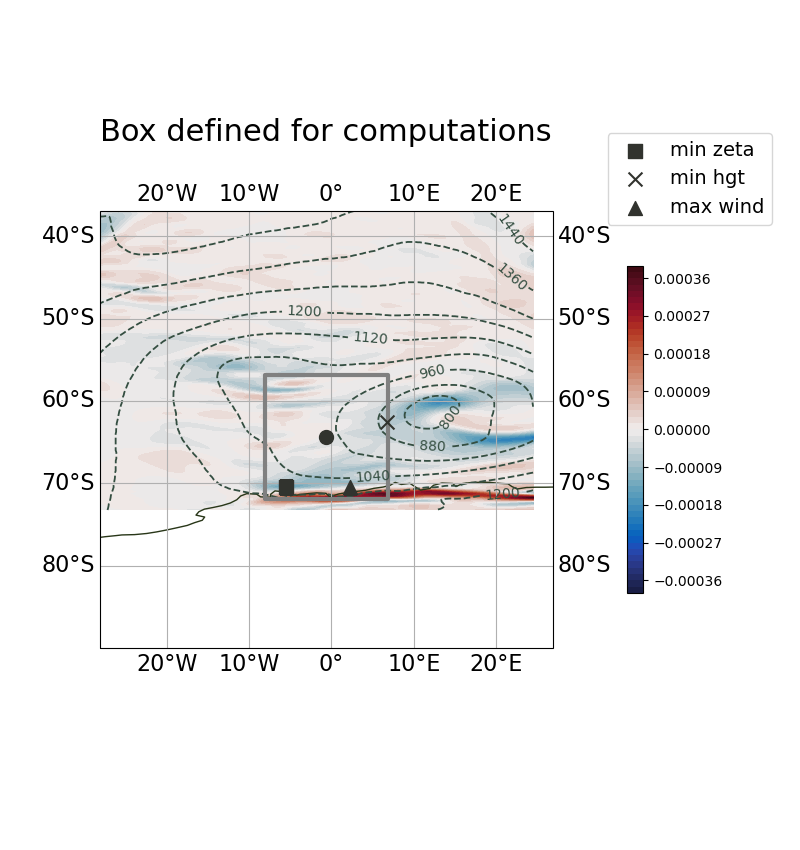 Box defined for computations
min zeta
min hgt
max wind
20°W 10°W 0° 10°E 20°E
40°S 40°S
50°S 50°S
60°S 60°S
70°S 70°S
80°S 80°S
20°W 10°W 0° 10°E 20°E
1440
1360
1200
1120
960
800
880
1040
1200
0.00036
0.00027
0.00018
0.00009
0.00000
−0.00009
−0.00018
−0.00027
−0.00036